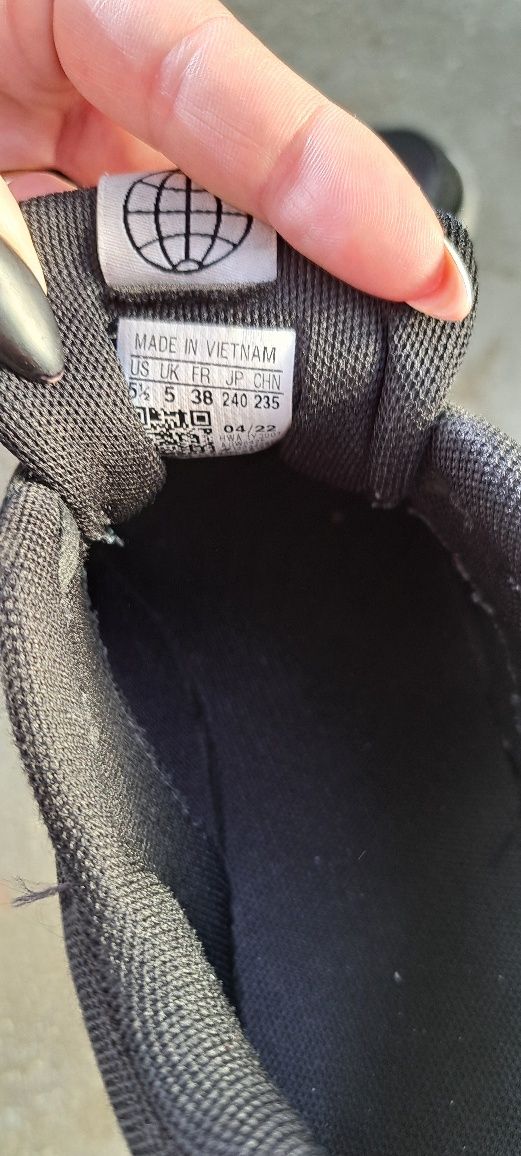 MADE IN VIETNAM
US UK FR JP CHN
5½ 5 38 240 235
04/22